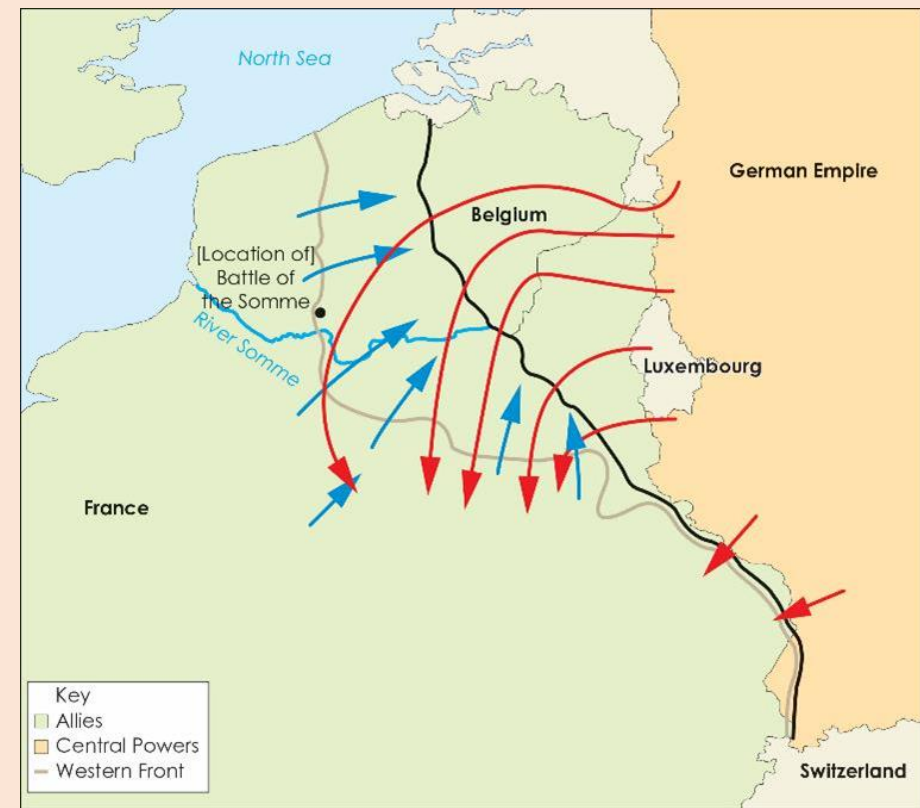 North Sea
German Empire
Belgium
[Location of]
Battle of
the Somme
River Somme
Luxembourg
France
Key
Allies
Central Powers
Western Front
Switzerland